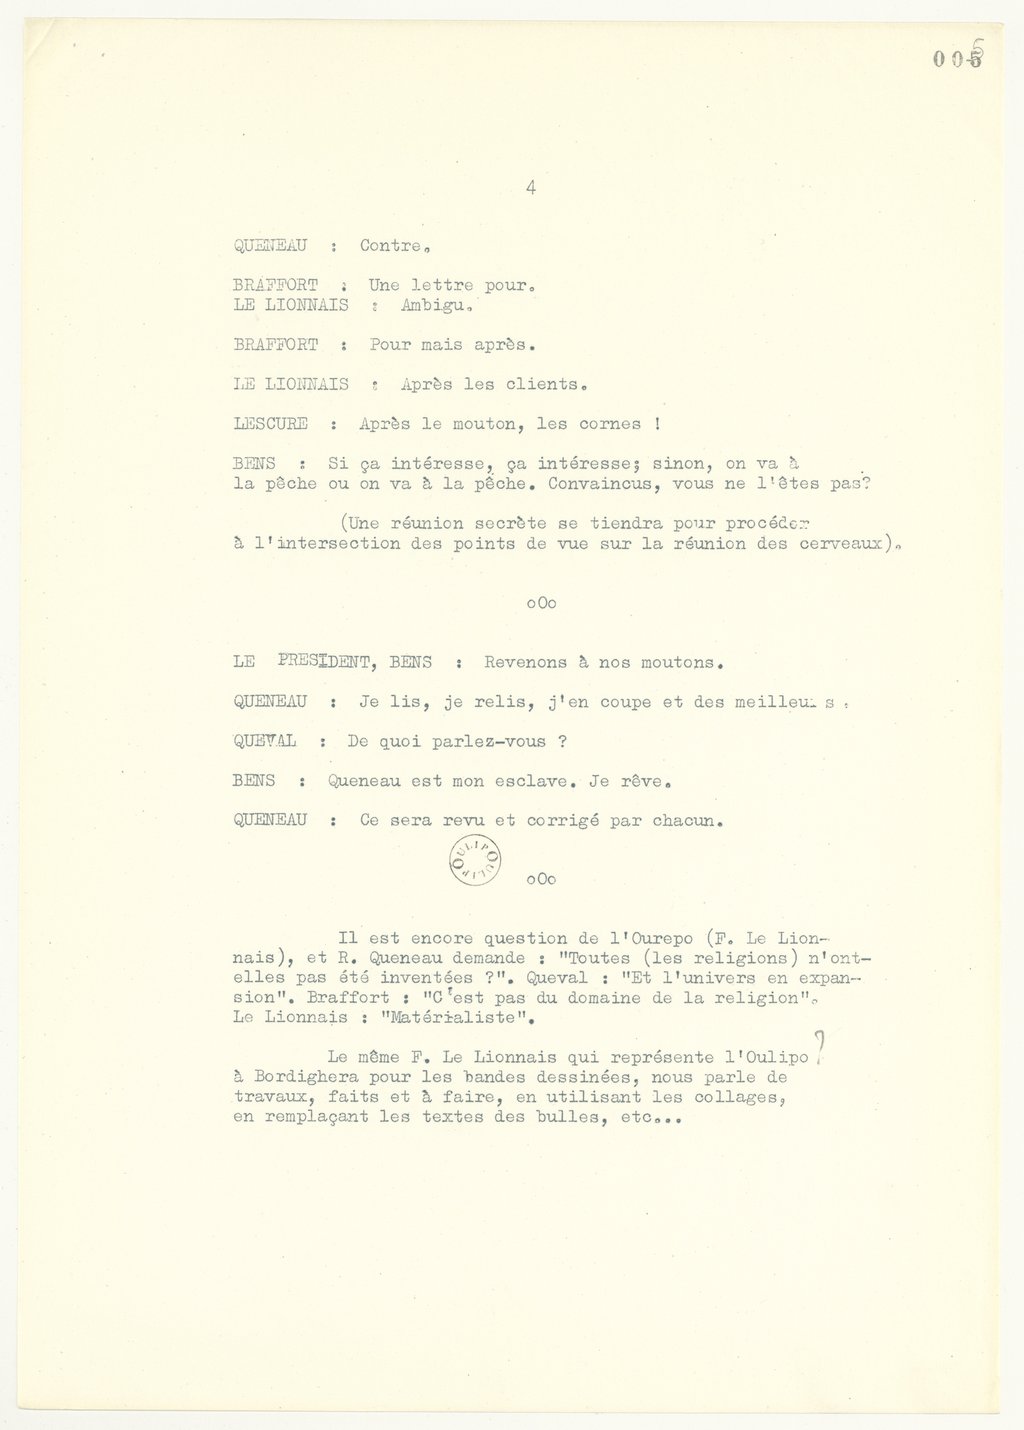 005
4
QUENEAU : Contre.
BRAFFORT : Une lettre pour.
LE LIONNAIS : Ambigu.
BRAFFORT : Pour mais après.
LE LIONNAIS : Après les clients.
LESCURE : Après le mouton, les cornes !
BENS : Si ça intéresse, ça intéresse; sinon, on va à
la pêche ou on va à la pêche. Convaincus, vous ne l'êtes pas?
(Une réunion secrète se tiendra pour procéder
à l'intersection des points de vue sur la réunion des cerveaux).
oOo
LE PRESIDENT, BENS : Revenons à nos moutons.
QUENEAU : Je lis, je relis, j'en coupe et des meilleurs.
QUEVAL : De quoi parlez-vous ?
BENS : Queneau est mon esclave. Je rêve.
QUENEAU : Ce sera revu et corrigé par chacun.
OULIPO OULIPO
oOo
Il est encore question de l'Ourepo (F. Le Lion-
nais), et R. Queneau demande : "Toutes (les religions) n'ont-
elles pas été inventées ?". Queval : "Et l'univers en expan-
sion". Braffort : "C'est pas du domaine de la religion".
Le Lionnais : "Matérialiste".
Le même F. Le Lionnais qui représente l'Oulipo ?
à Bordighera pour les bandes dessinées, nous parle de
travaux, faits et à faire, en utilisant les collages,
en remplaçant les textes des bulles, etc...